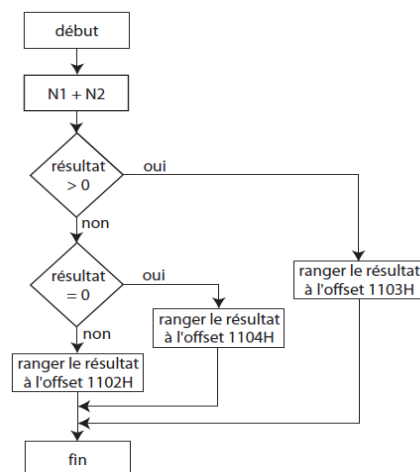 début
N1 + N2
résultat
> 0
oui
non
résultat
= 0
oui
non
ranger le résultat
à l'offset 1103H
ranger le résultat
à l'offset 1104H
ranger le résultat
à l'offset 1102H
fin